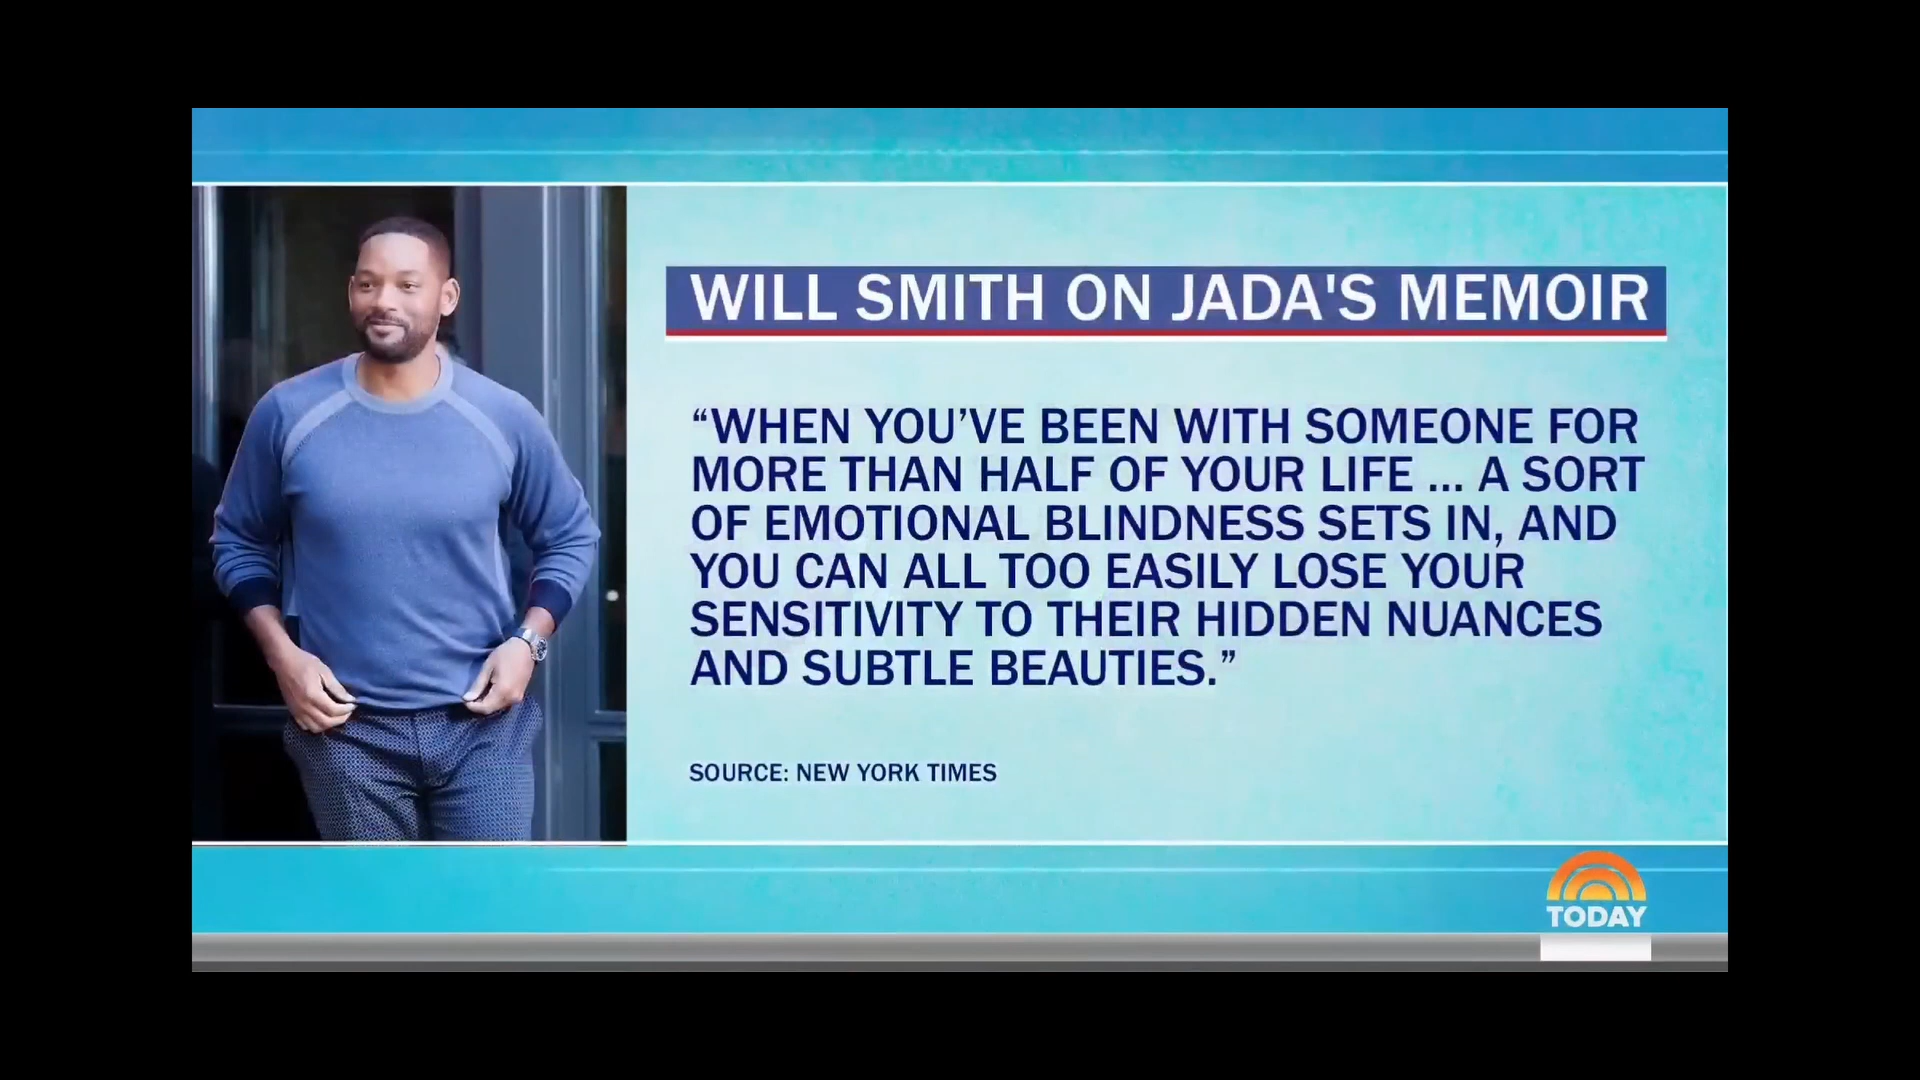 WILL SMITH ON JADA'S MEMOIR
“WHEN YOU’VE BEEN WITH SOMEONE FOR
MORE THAN HALF OF YOUR LIFE ... A SORT
OF EMOTIONAL BLINDNESS SETS IN, AND
YOU CAN ALL TOO EASILY LOSE YOUR
SENSITIVITY TO THEIR HIDDEN NUANCES
AND SUBTLE BEAUTIES.”
SOURCE: NEW YORK TIMES
TODAY